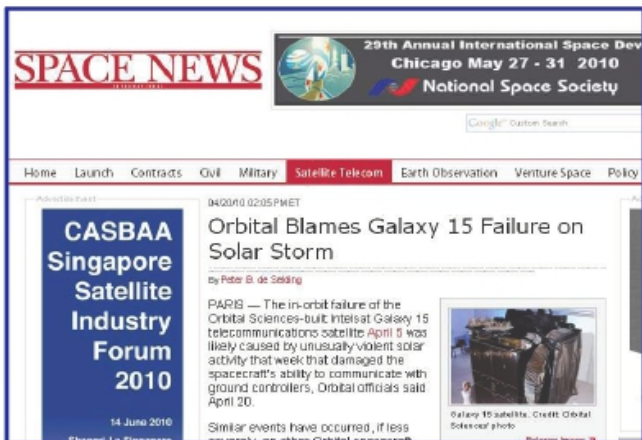 29th Annual International Space Dev
Chicago May 27 - 31 2010
National Space Society
SPACE NEWS
INTERNATIONAL
Google™ Custom Search
Home Launch Contracts Civil Military Satellite Telecom Earth Observation Venture Space Policy
Advertisement
CASBAA
Singapore
Satellite
Industry
Forum
2010
14 June 2010
04/20/10 02:05 PM ET
Orbital Blames Galaxy 15 Failure on
Solar Storm
By Peter B. de Selding
PARIS — The in-orbit failure of the
Orbital Sciences-built Intelsat Galaxy 15
telecommunications satellite April 5 was
likely caused by unusually violent solar
activity that week that damaged the
spacecraft's ability to communicate with
ground controllers, Orbital officials said
April 20.
Similar events have occurred, if less
Galaxy 15 satellite. Credit: Orbital
Sciences' photo